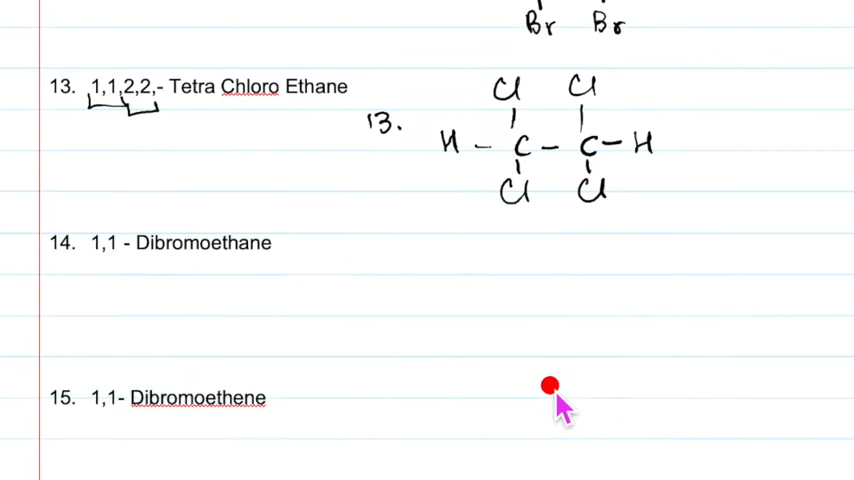 Br Br
13. 1,1,2,2,- Tetra Chloro Ethane
13.
Cl Cl
H - C - C - H
Cl Cl
14. 1,1 - Dibromoethane
15. 1,1- Dibromoethene